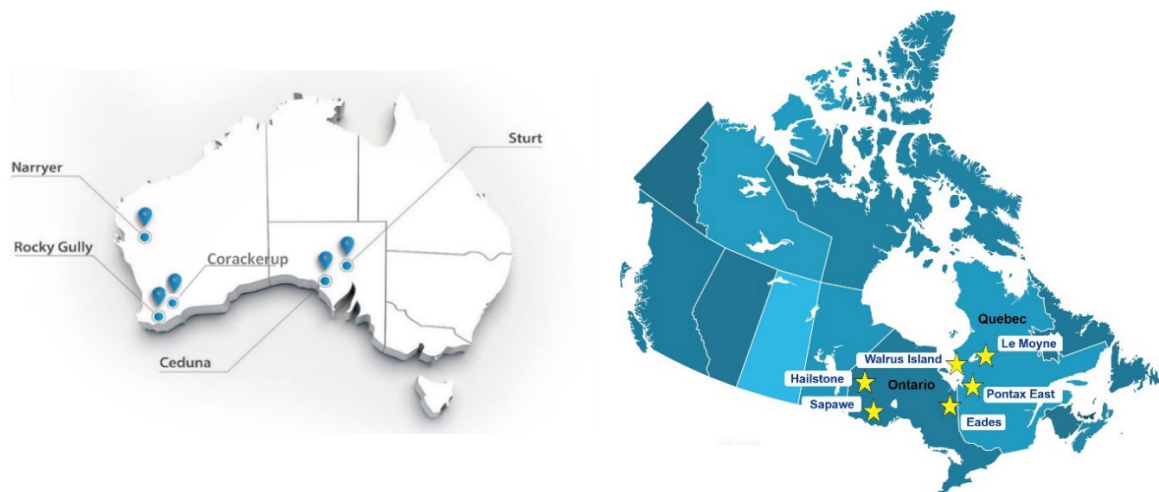 Sturt
Narryer
Rocky Gully
Corackerup
Ceduna
Quebec
Le Moyne
Walrus Island
Hailstone
Ontario
Pontax East
Sapawe
Eades